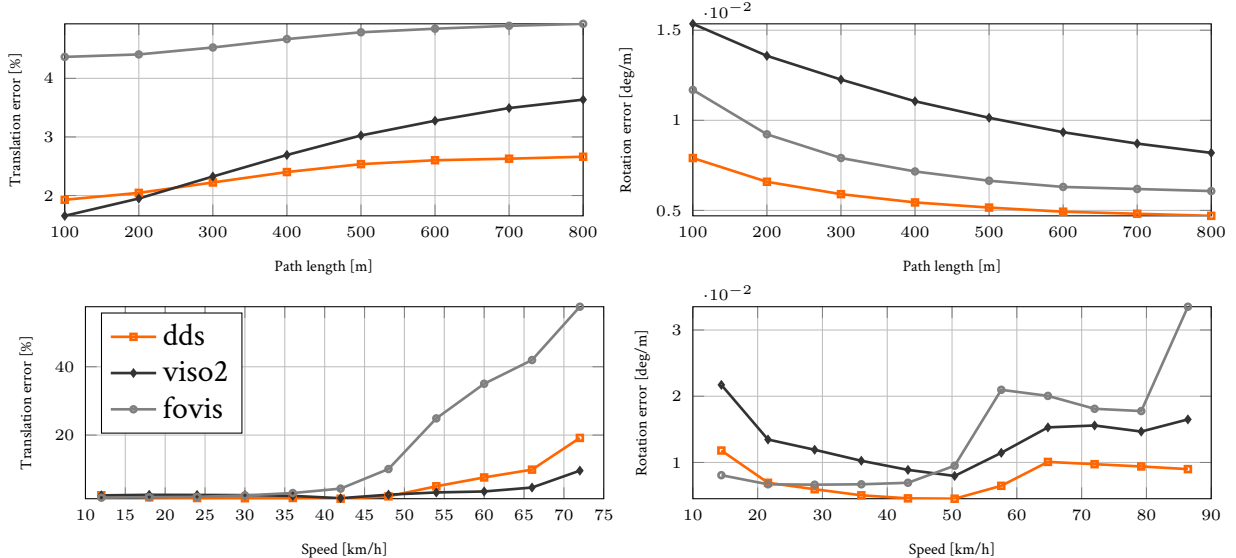 Translation error [%]
4
3
2
100 200 300 400 500 600 700 800
Path length [m]
·10−2
Rotation error [deg/m]
1.5
1
0.5
100 200 300 400 500 600 700 800
Path length [m]
Translation error [%]
40
20
10 15 20 25 30 35 40 45 50 55 60 65 70 75
Speed [km/h]
dds
viso2
fovis
·10−2
Rotation error [deg/m]
3
2
1
10 20 30 40 50 60 70 80 90
Speed [km/h]